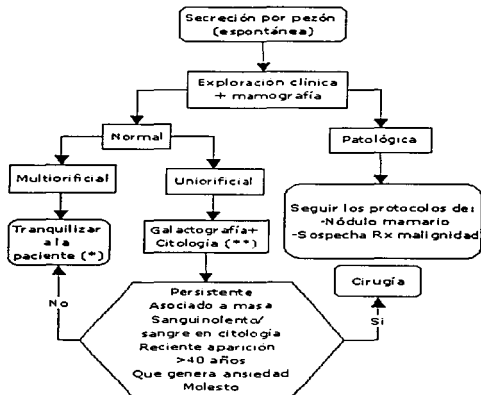 Secreción por pezón
(espontánea)
Exploración clínica
+ mamografía
Normal
Patológica
Multiorificial
Uniorificial
Tranquilizar
a la
paciente (*)
Galactografía+
Citología (**)
Seguir los protocolos de:
-Nódulo mamario
-Sospecha Rx malignidad
Cirugía
No
Persistente
Asociado a masa
Sanguinolento/
sangre en citología
Reciente aparición
>40 años
Que genera ansiedad
Molesto
Si